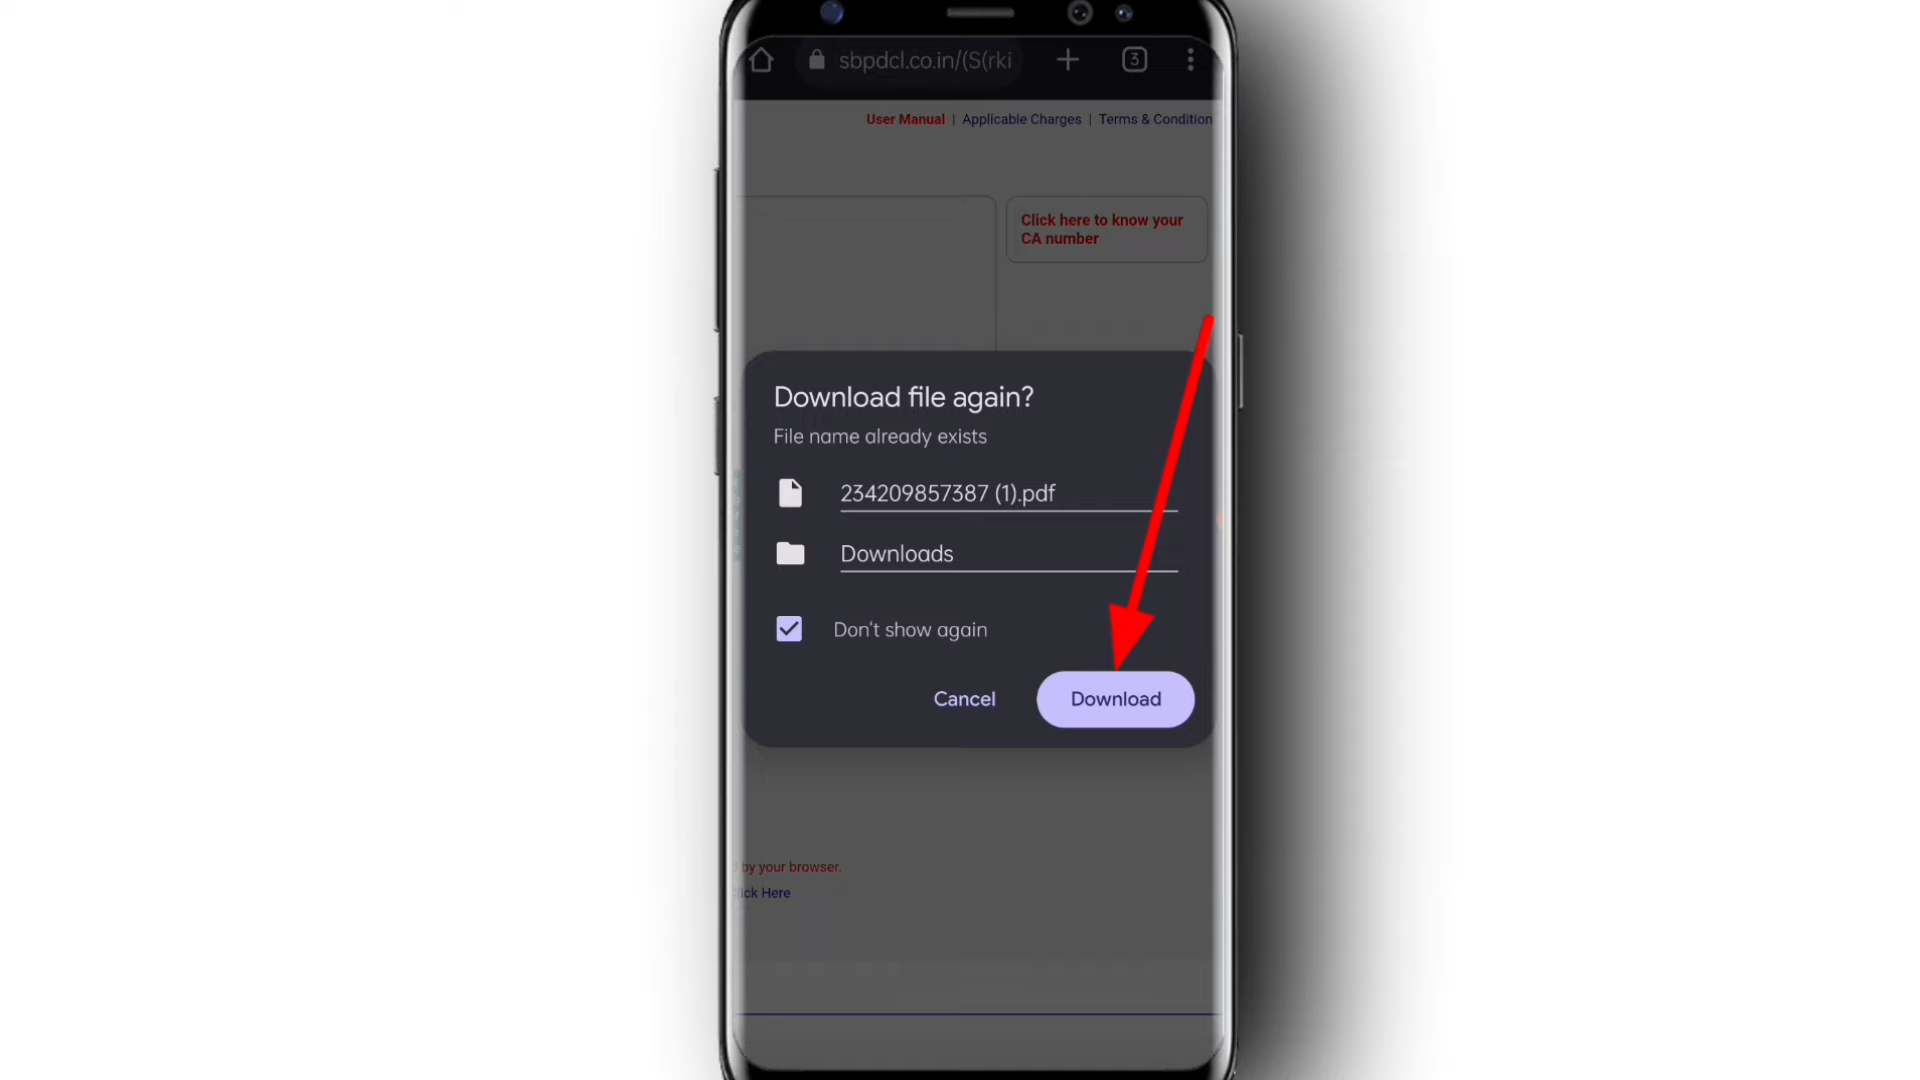 sbpdcl.co.in/(S(rki
3
User Manual | Applicable Charges | Terms & Condition
Click here to know your
CA number
Download file again?
File name already exists
234209857387 (1).pdf
Downloads
Don't show again
Cancel
Download
by your browser.
ick Here